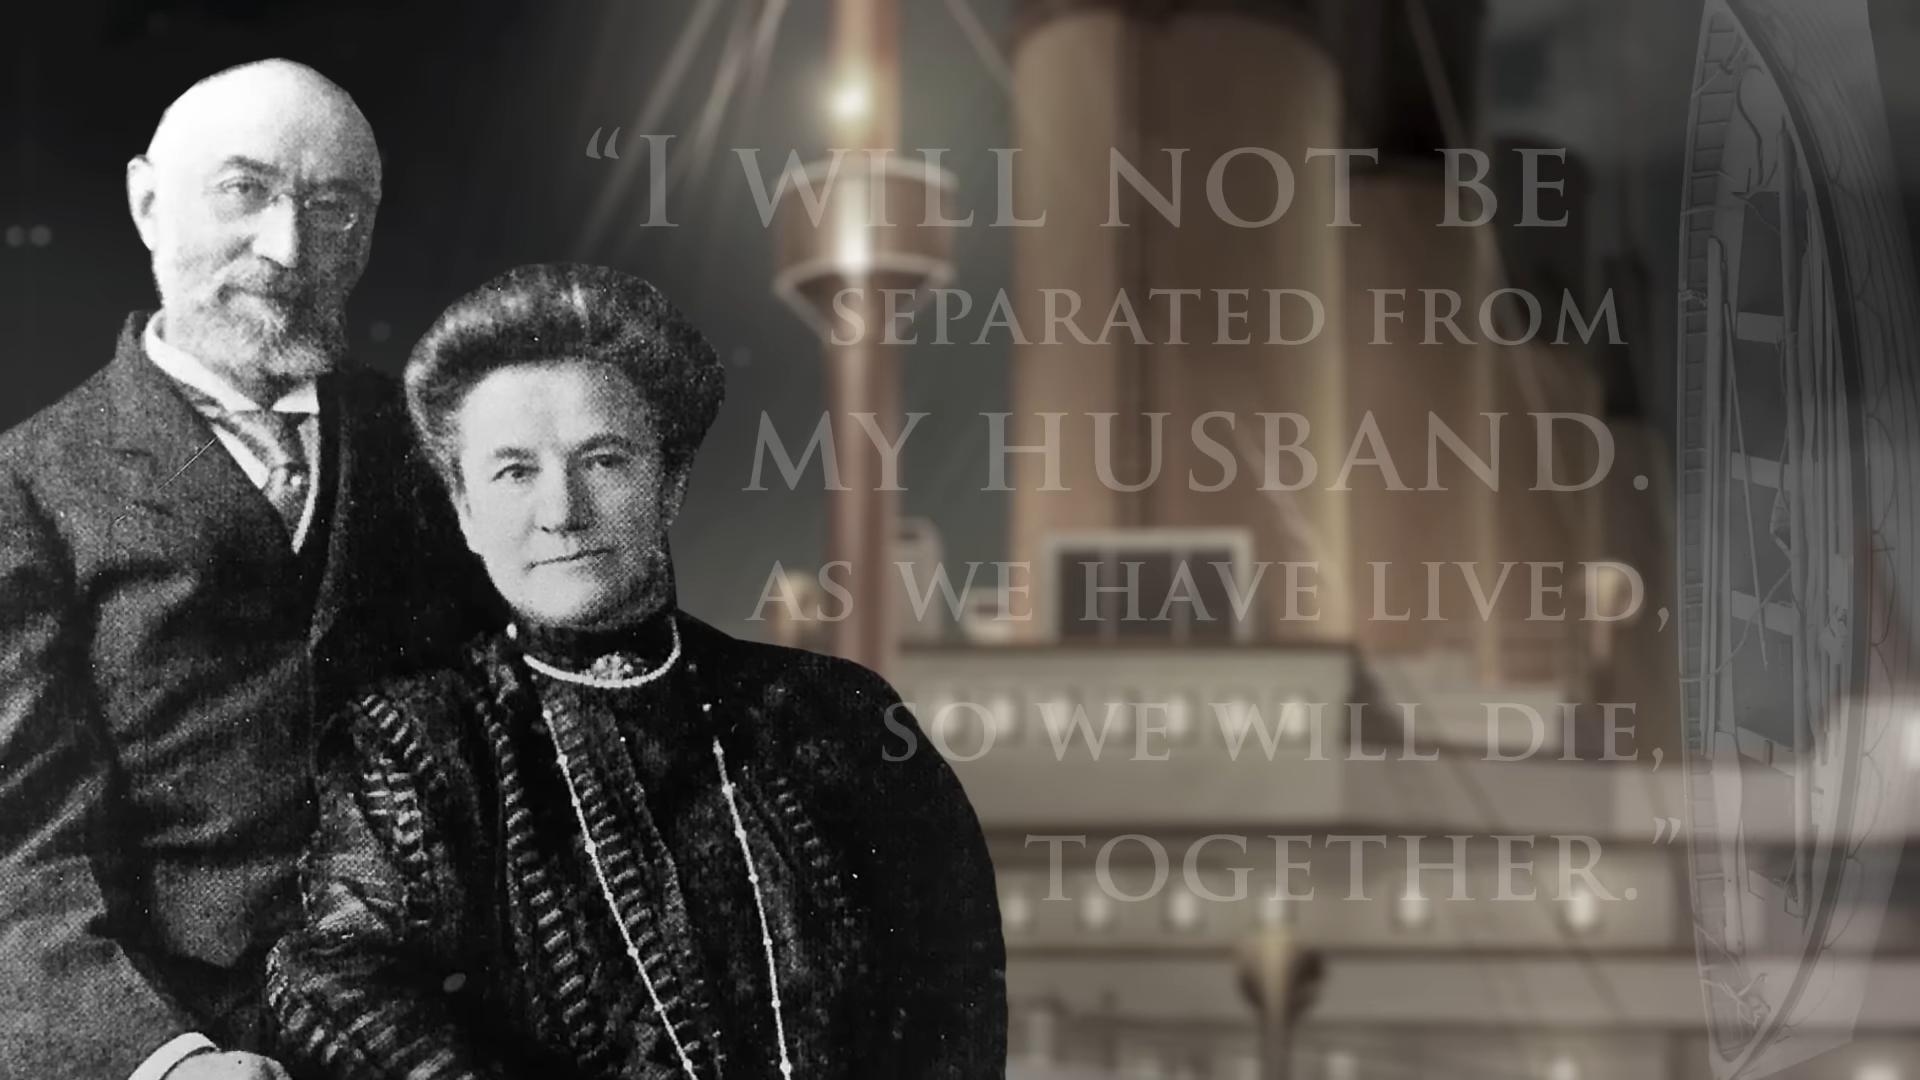 “I WILL NOT BE
SEPARATED FROM
MY HUSBAND.
AS WE HAVE LIVED,
SO WE WILL DIE,
TOGETHER.”